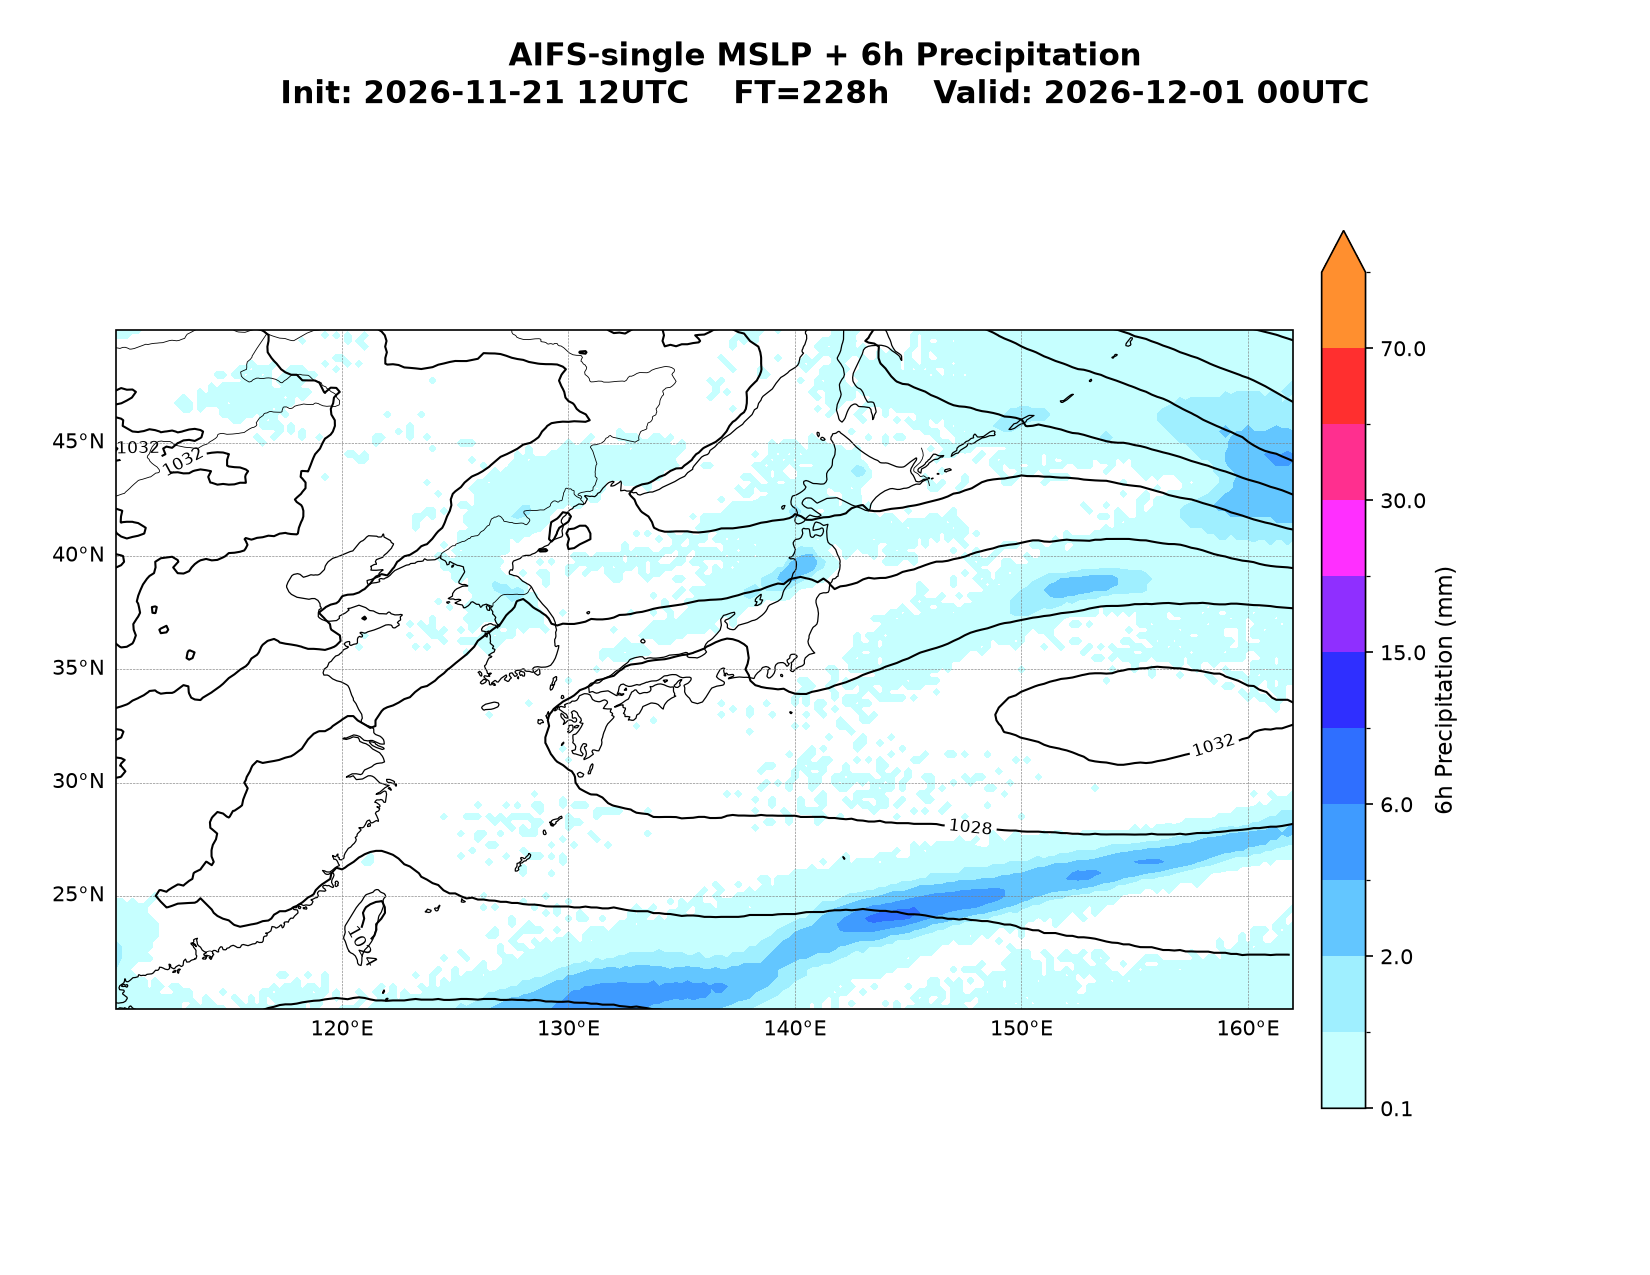 AIFS-single MSLP + 6h Precipitation
Init: 2026-11-21 12UTC    FT=228h    Valid: 2026-12-01 00UTC
45°N
40°N
35°N
30°N
25°N
120°E
130°E
140°E
150°E
160°E
1032
1032
1032
1028
70.0
30.0
15.0
6.0
2.0
0.1
6h Precipitation (mm)